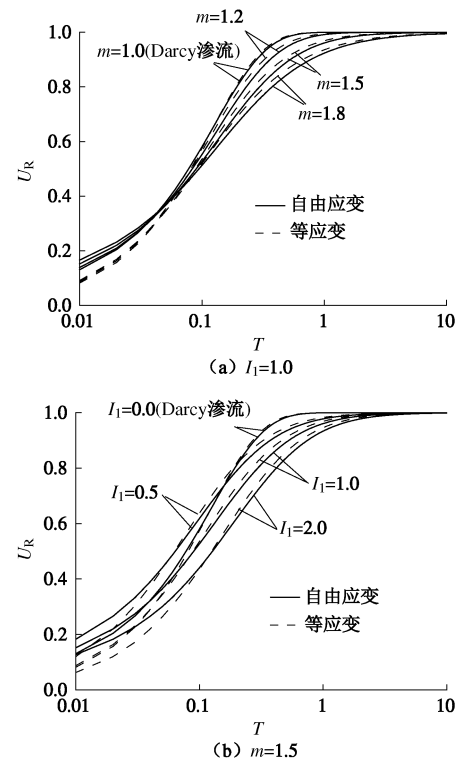 1.0
m=1.2
m=1.0(Darcy渗流)
0.8
m=1.5
m=1.8
0.6
U_R
0.4
自由应变
等应变
0.2
0.0
0.01 0.1 1 10
T
（a）I₁=1.0
1.0
I₁=0.0(Darcy渗流)
0.8
I₁=0.5
I₁=1.0
0.6
I₁=2.0
U_R
0.4
自由应变
等应变
0.2
0.0
0.01 0.1 1 10
T
（b）m=1.5